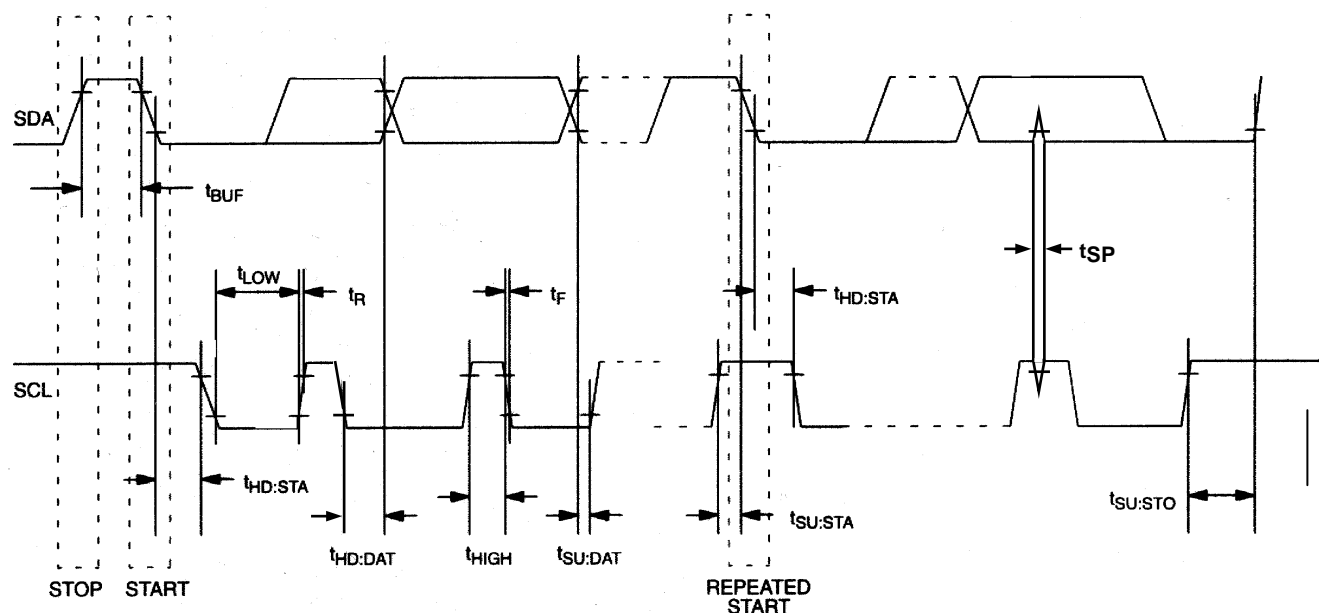 SDA
tBUF
tLOW
tR
tF
tHD:STA
tSP
SCL
tHD:STA
tHD:DAT
tHIGH
tSU:DAT
tSU:STA
tSU:STO
STOP
START
REPEATED
START